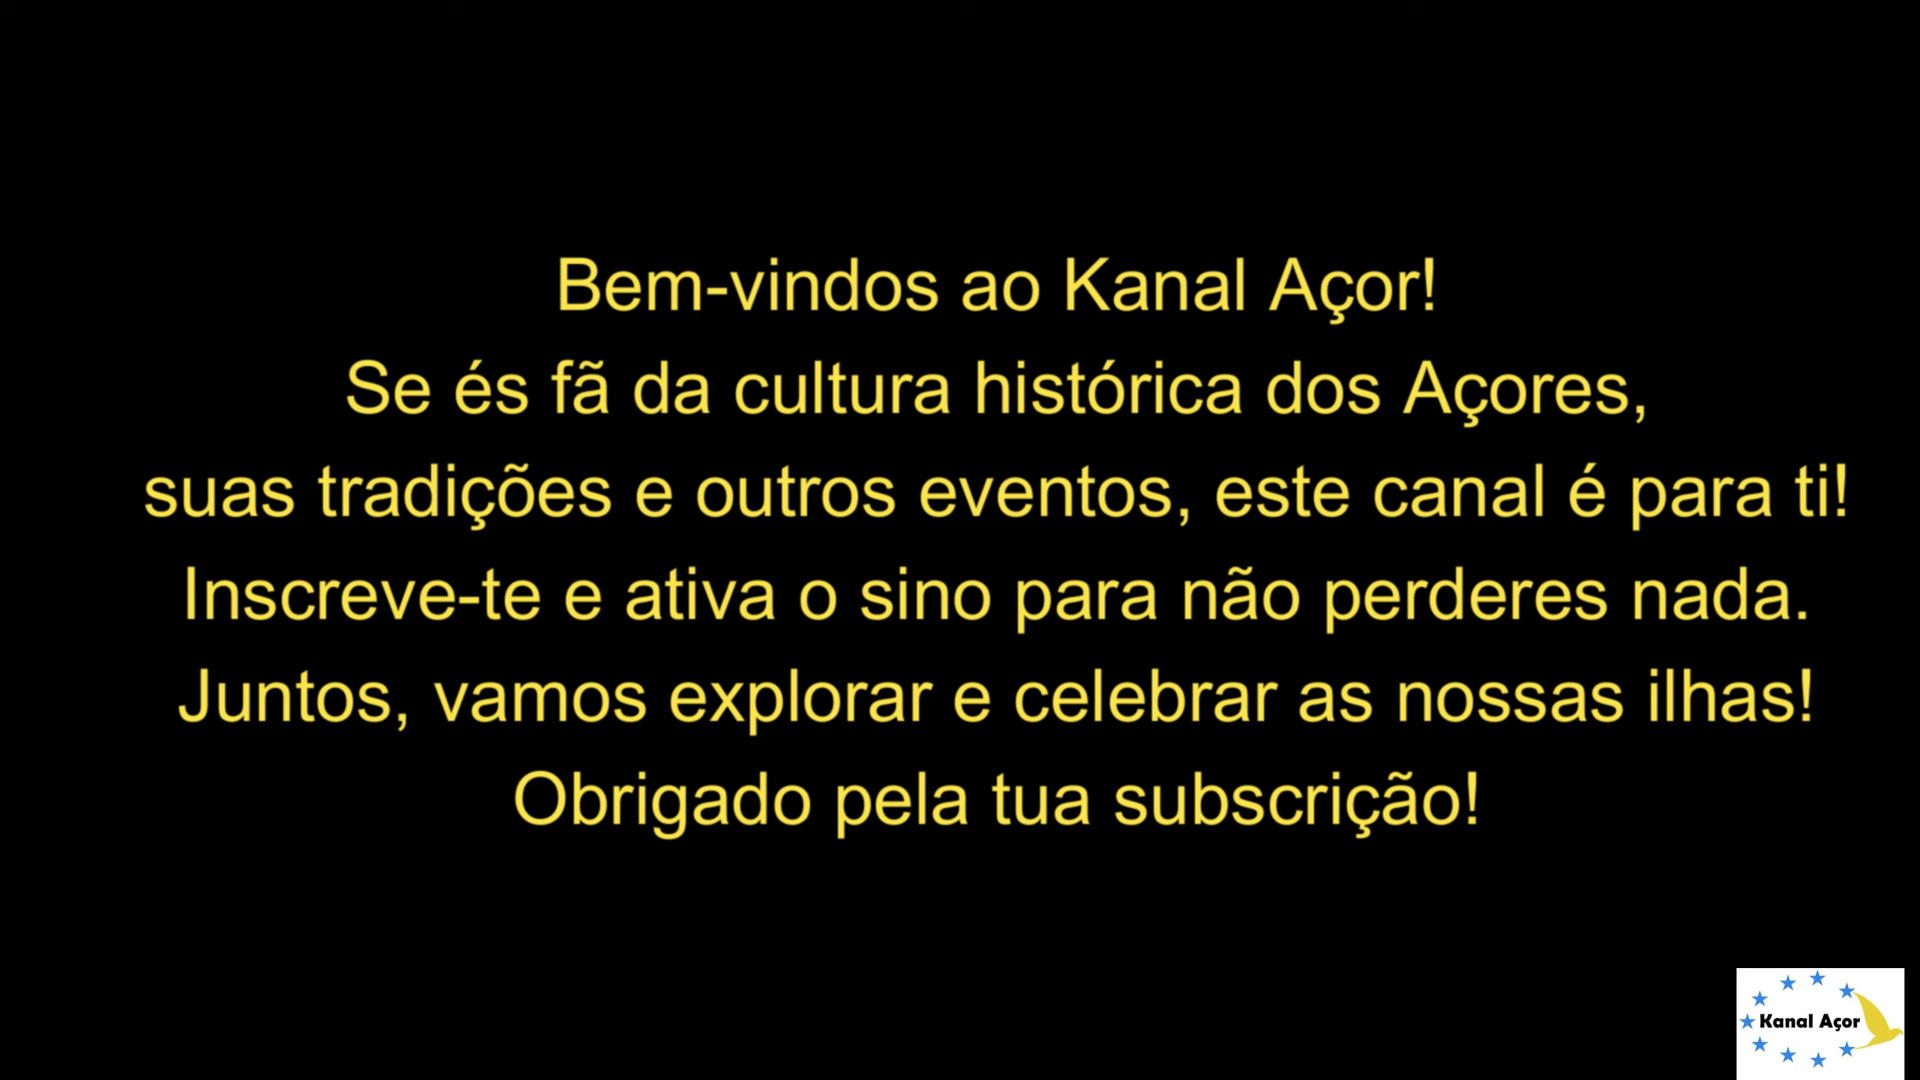 Bem-vindos ao Kanal Açor!
Se és fã da cultura histórica dos Açores,
suas tradições e outros eventos, este canal é para ti!
Inscreve-te e ativa o sino para não perderes nada.
Juntos, vamos explorar e celebrar as nossas ilhas!
Obrigado pela tua subscrição!
Kanal Açor